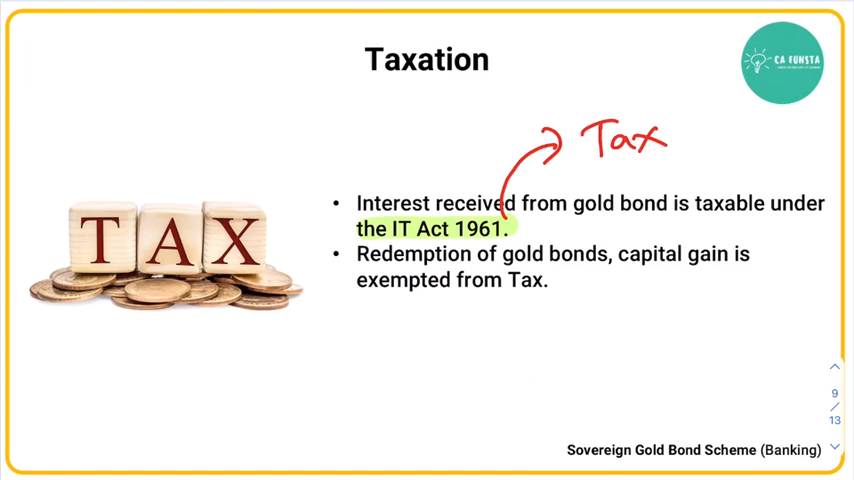 Taxation
CA FUNSTA
Tax
TAX
• Interest received from gold bond is taxable under
the IT Act 1961.
• Redemption of gold bonds, capital gain is
exempted from Tax.
9
/
13
Sovereign Gold Bond Scheme (Banking)